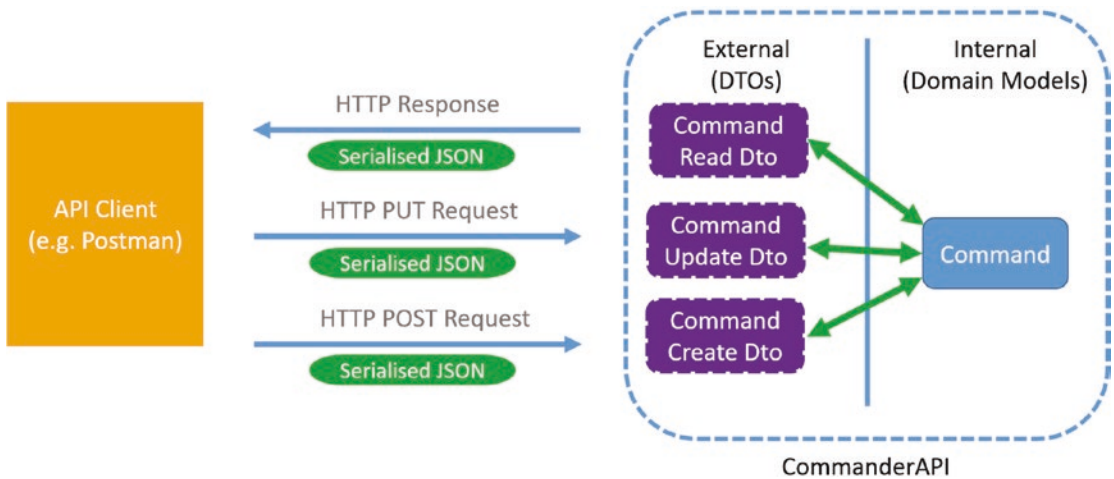 API Client
(e.g. Postman)
HTTP Response
Serialised JSON
HTTP PUT Request
Serialised JSON
HTTP POST Request
Serialised JSON
External
(DTOs)
Internal
(Domain Models)
Command
Read Dto
Command
Update Dto
Command
Create Dto
Command
CommanderAPI